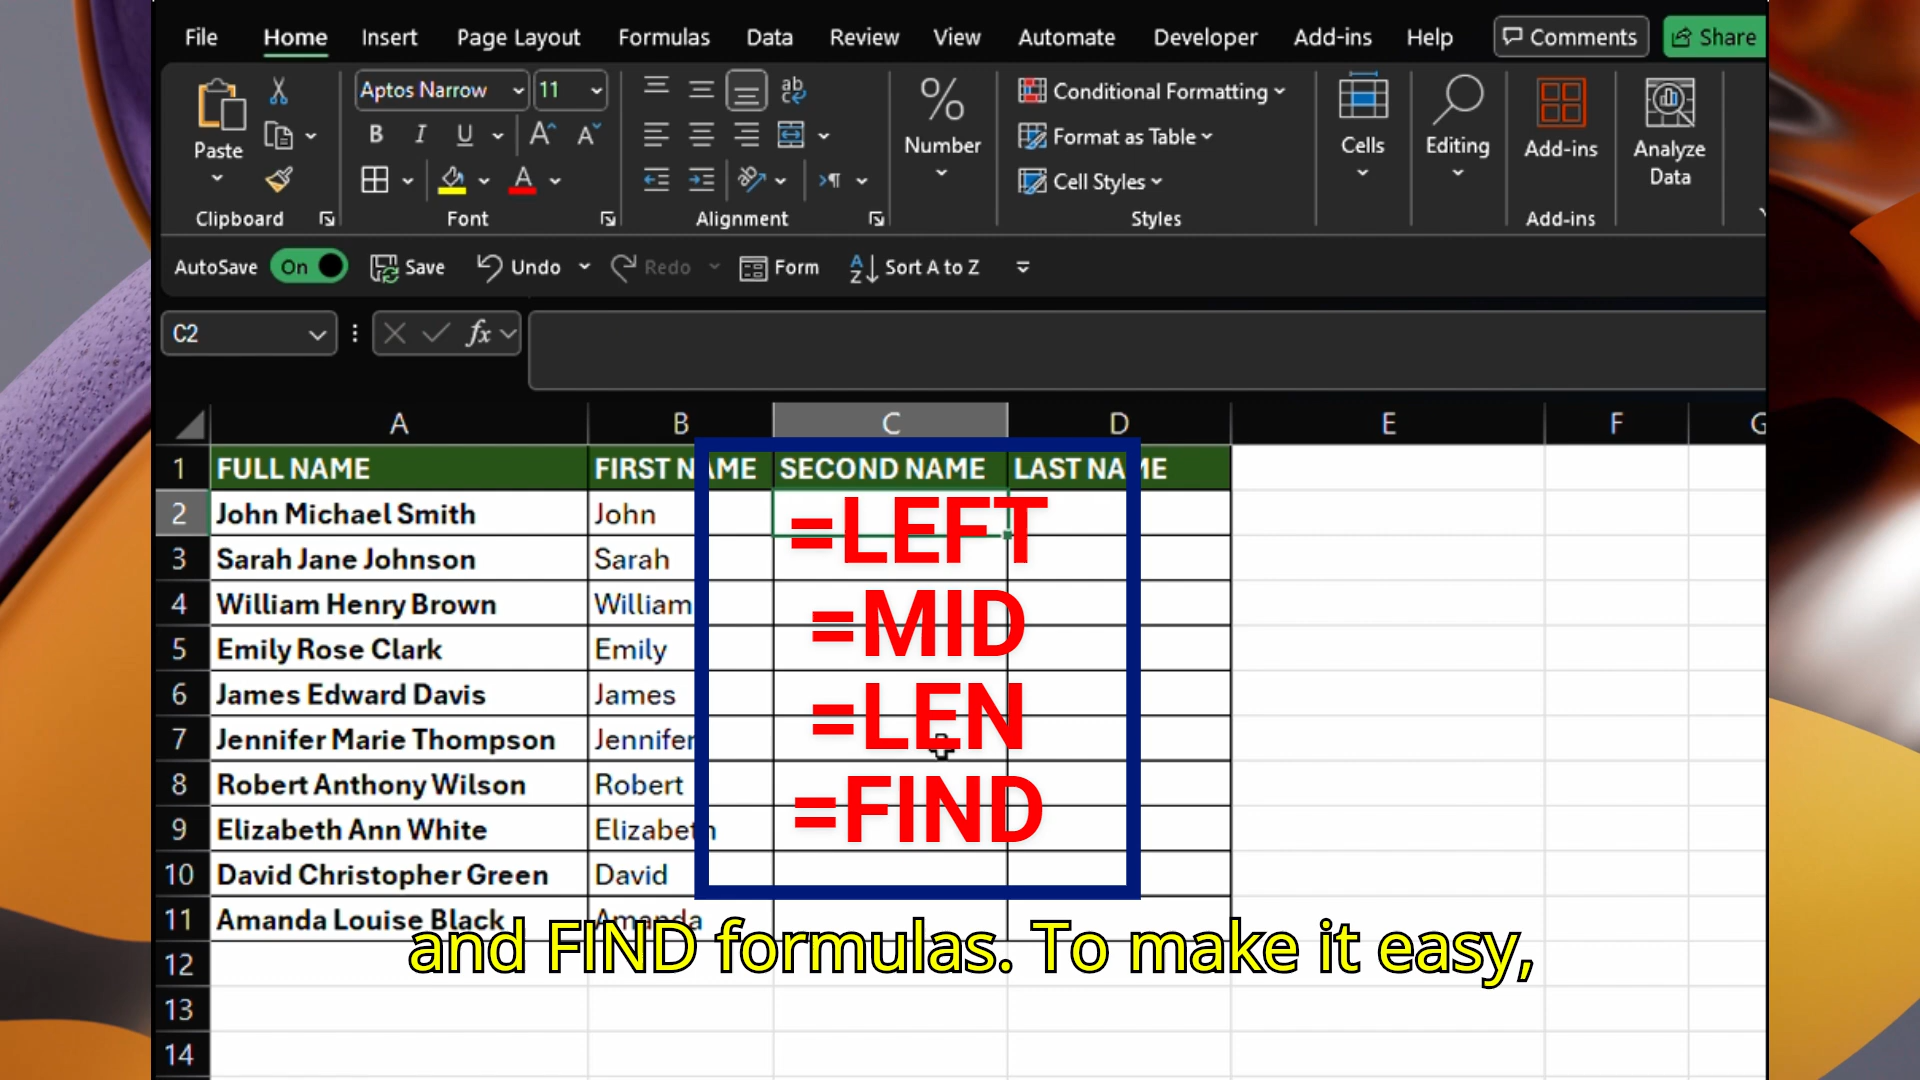 File Home Insert Page Layout Formulas Data Review View Automate Developer Add-ins Help Comments Share
Aptos Narrow 11
ab
c
Paste
B I U A A
A
Number
Conditional Formatting
Format as Table
Cell Styles
Cells
Editing
Add-ins
Analyze
Data
Clipboard Font Alignment Styles Add-ins
AutoSave On Save Undo Redo Form AZ Sort A to Z
C2 fx
A B C D E F G
1 FULL NAME FIRST NAME SECOND NAME LAST NAME
2 John Michael Smith John
3 Sarah Jane Johnson Sarah
4 William Henry Brown William
5 Emily Rose Clark Emily
6 James Edward Davis James
7 Jennifer Marie Thompson Jennifer
8 Robert Anthony Wilson Robert
9 Elizabeth Ann White Elizabeth
10 David Christopher Green David
11 Amanda Louise Black Amanda
12
13
14
=LEFT
=MID
=LEN
=FIND
and FIND formulas. To make it easy,